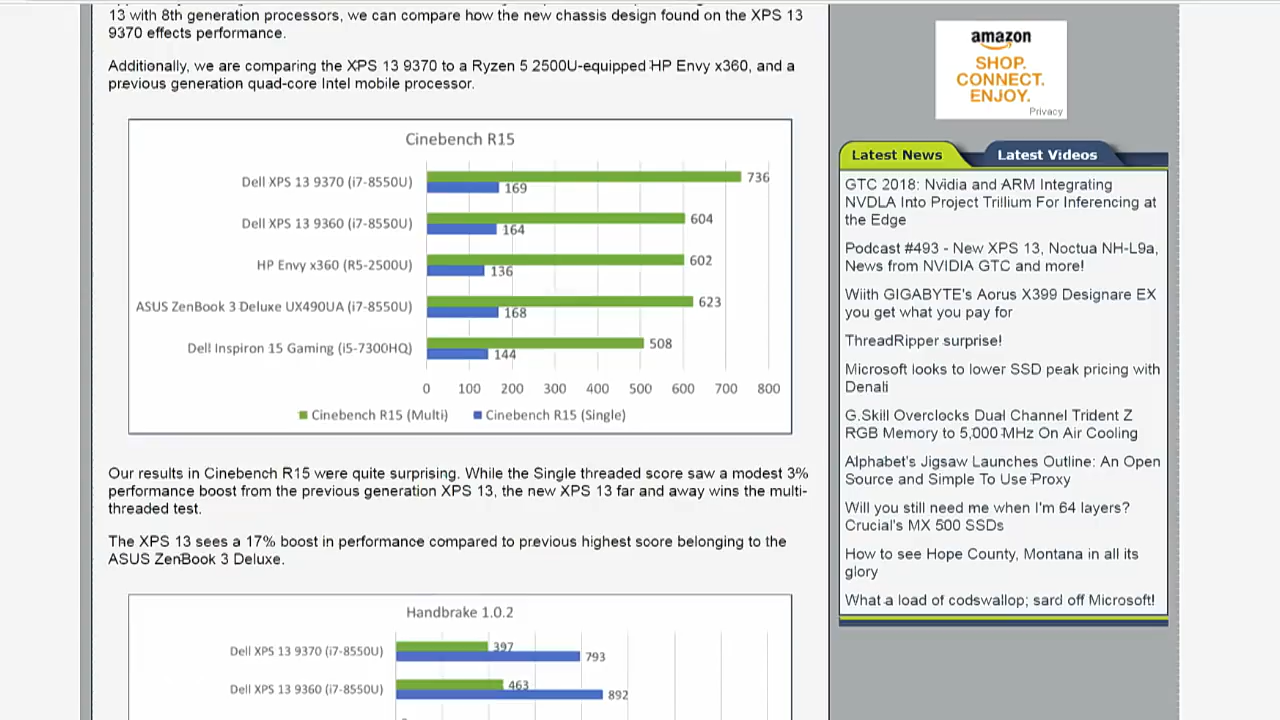 13 with 8th generation processors, we can compare how the new chassis design found on the XPS 13
9370 effects performance.
Additionally, we are comparing the XPS 13 9370 to a Ryzen 5 2500U-equipped HP Envy x360, and a
previous generation quad-core Intel mobile processor.
Cinebench R15
Dell XPS 13 9370 (i7-8550U) 736
169
Dell XPS 13 9360 (i7-8550U) 604
164
HP Envy x360 (R5-2500U) 602
136
ASUS ZenBook 3 Deluxe UX490UA (i7-8550U) 623
168
Dell Inspiron 15 Gaming (i5-7300HQ) 508
144
0 100 200 300 400 500 600 700 800
Cinebench R15 (Multi) Cinebench R15 (Single)
Our results in Cinebench R15 were quite surprising. While the Single threaded score saw a modest 3%
performance boost from the previous generation XPS 13, the new XPS 13 far and away wins the multi-
threaded test.
The XPS 13 sees a 17% boost in performance compared to previous highest score belonging to the
ASUS ZenBook 3 Deluxe.
Handbrake 1.0.2
Dell XPS 13 9370 (i7-8550U) 397
793
Dell XPS 13 9360 (i7-8550U) 463
892
amazon
SHOP.
CONNECT.
ENJOY.
Privacy
Latest News Latest Videos
GTC 2018: Nvidia and ARM Integrating
NVDLA Into Project Trillium For Inferencing at
the Edge
Podcast #493 - New XPS 13, Noctua NH-L9a,
News from NVIDIA GTC and more!
Wiith GIGABYTE's Aorus X399 Designare EX
you get what you pay for
ThreadRipper surprise!
Microsoft looks to lower SSD peak pricing with
Denali
G.Skill Overclocks Dual Channel Trident Z
RGB Memory to 5,000 MHz On Air Cooling
Alphabet's Jigsaw Launches Outline: An Open
Source and Simple To Use Proxy
Will you still need me when I'm 64 layers?
Crucial's MX 500 SSDs
How to see Hope County, Montana in all its
glory
What a load of codswallop; sard off Microsoft!